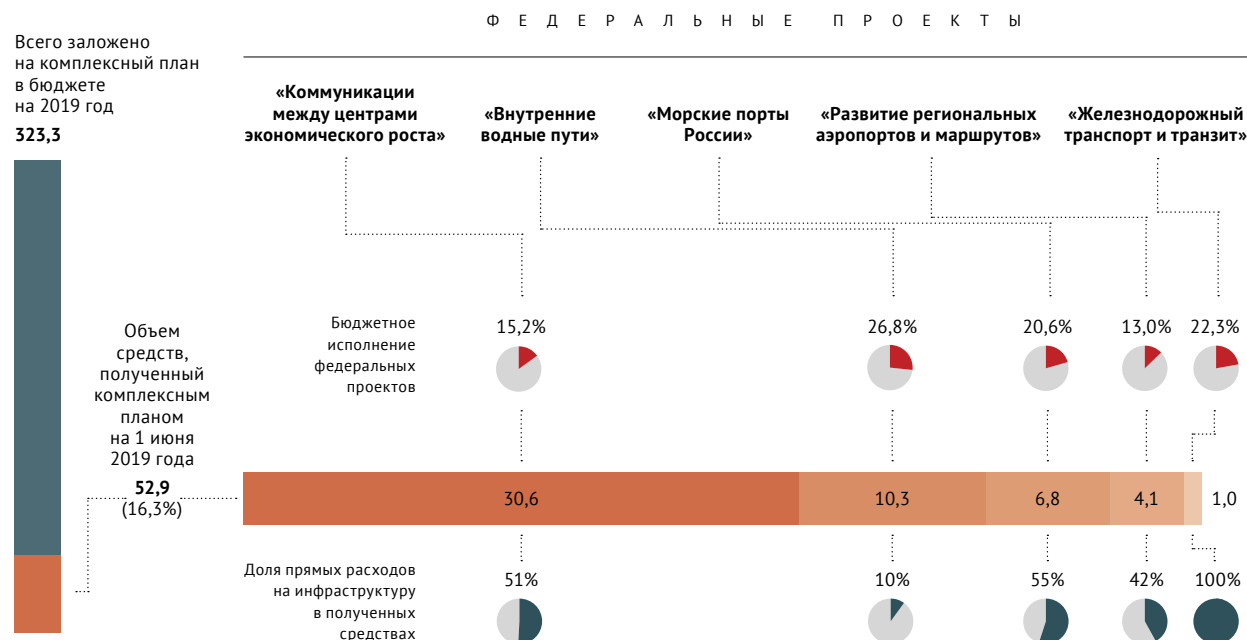 ФЕДЕРАЛЬНЫЕ ПРОЕКТЫ
Всего заложено
на комплексный план
в бюджете
на 2019 год
323,3
«Коммуникации
между центрами
экономического роста»
«Внутренние
водные пути»
«Морские порты
России»
«Развитие региональных
аэропортов и маршрутов»
«Железнодорожный
транспорт и транзит»
Объем
средств,
полученный
комплексным
планом
на 1 июня
2019 года
52,9
(16,3%)
Бюджетное
исполнение
федеральных
проектов
15,2%
26,8%
20,6%
13,0%
22,3%
30,6
10,3
6,8
4,1
1,0
Доля прямых расходов
на инфраструктуру
в полученных
средствах
51%
10%
55%
42%
100%